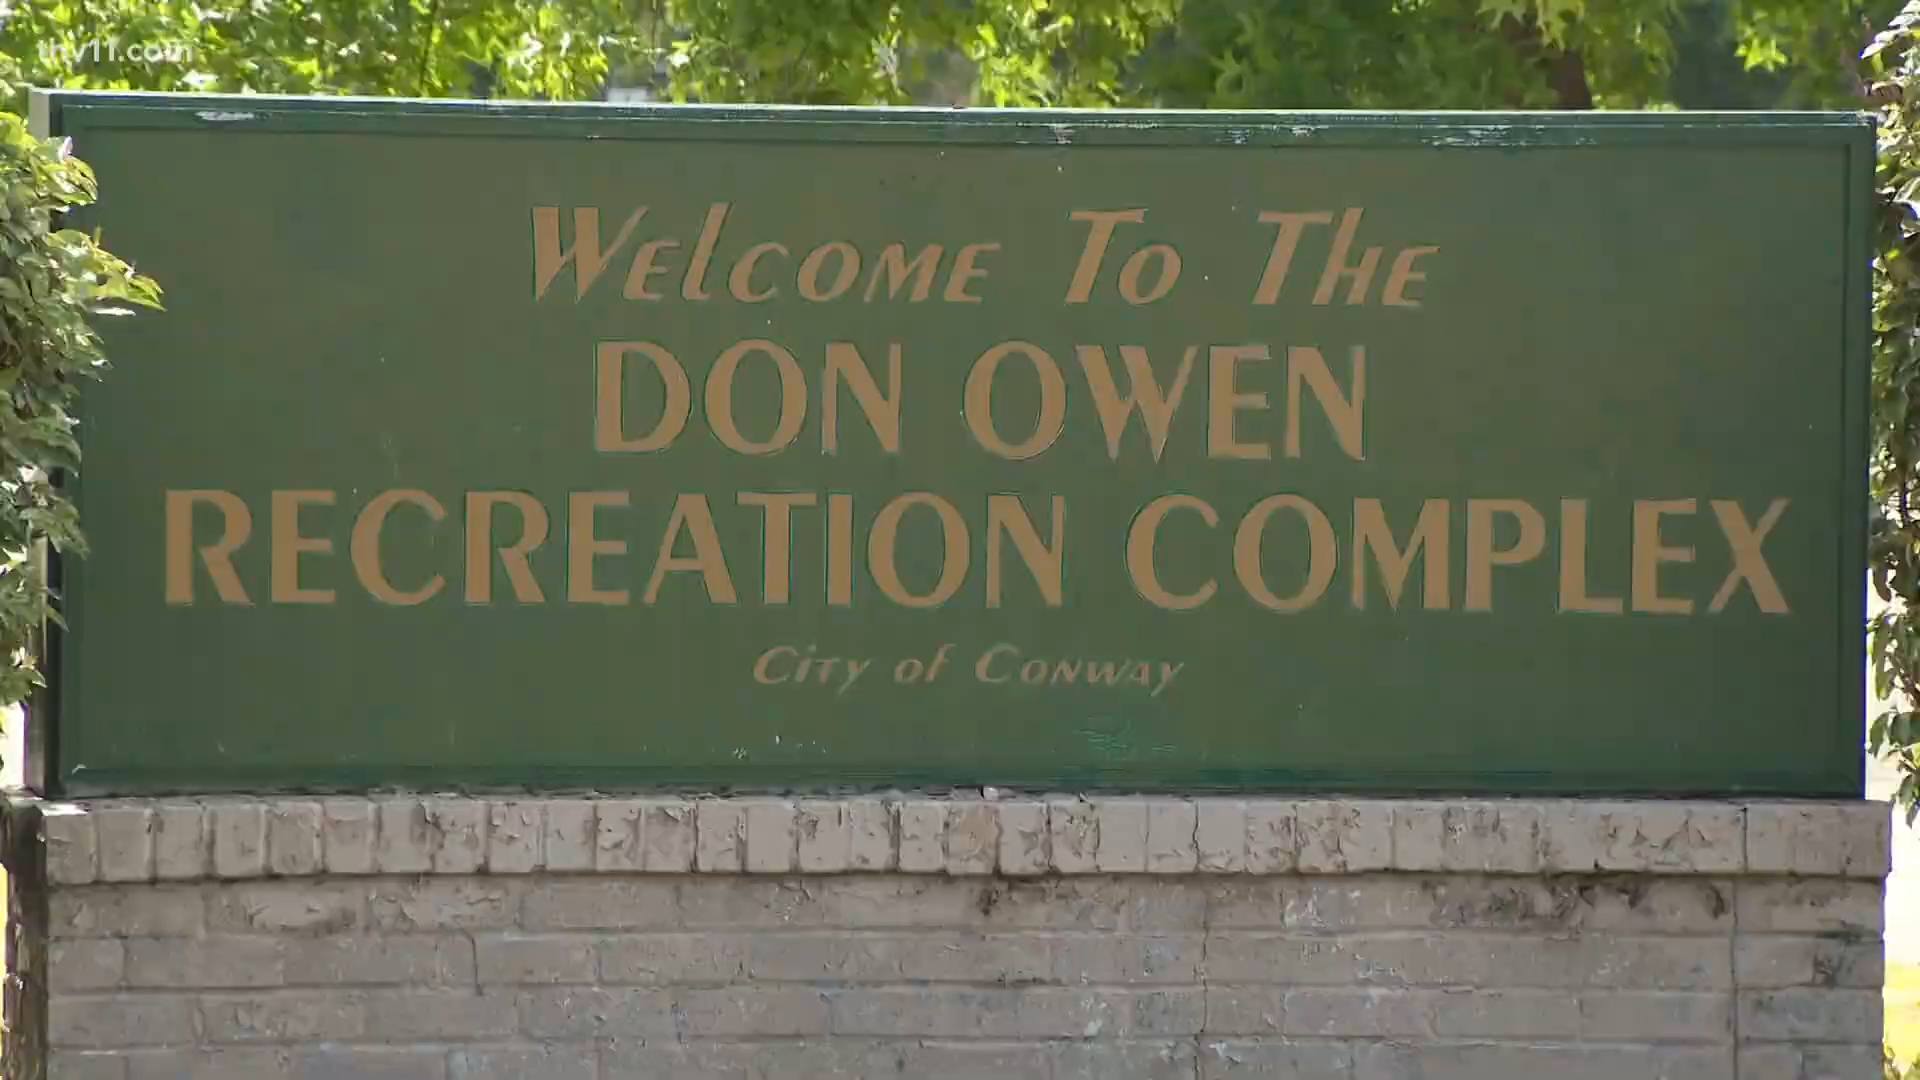 thv11.com
Welcome To The
DON OWEN
RECREATION COMPLEX
City of Conway